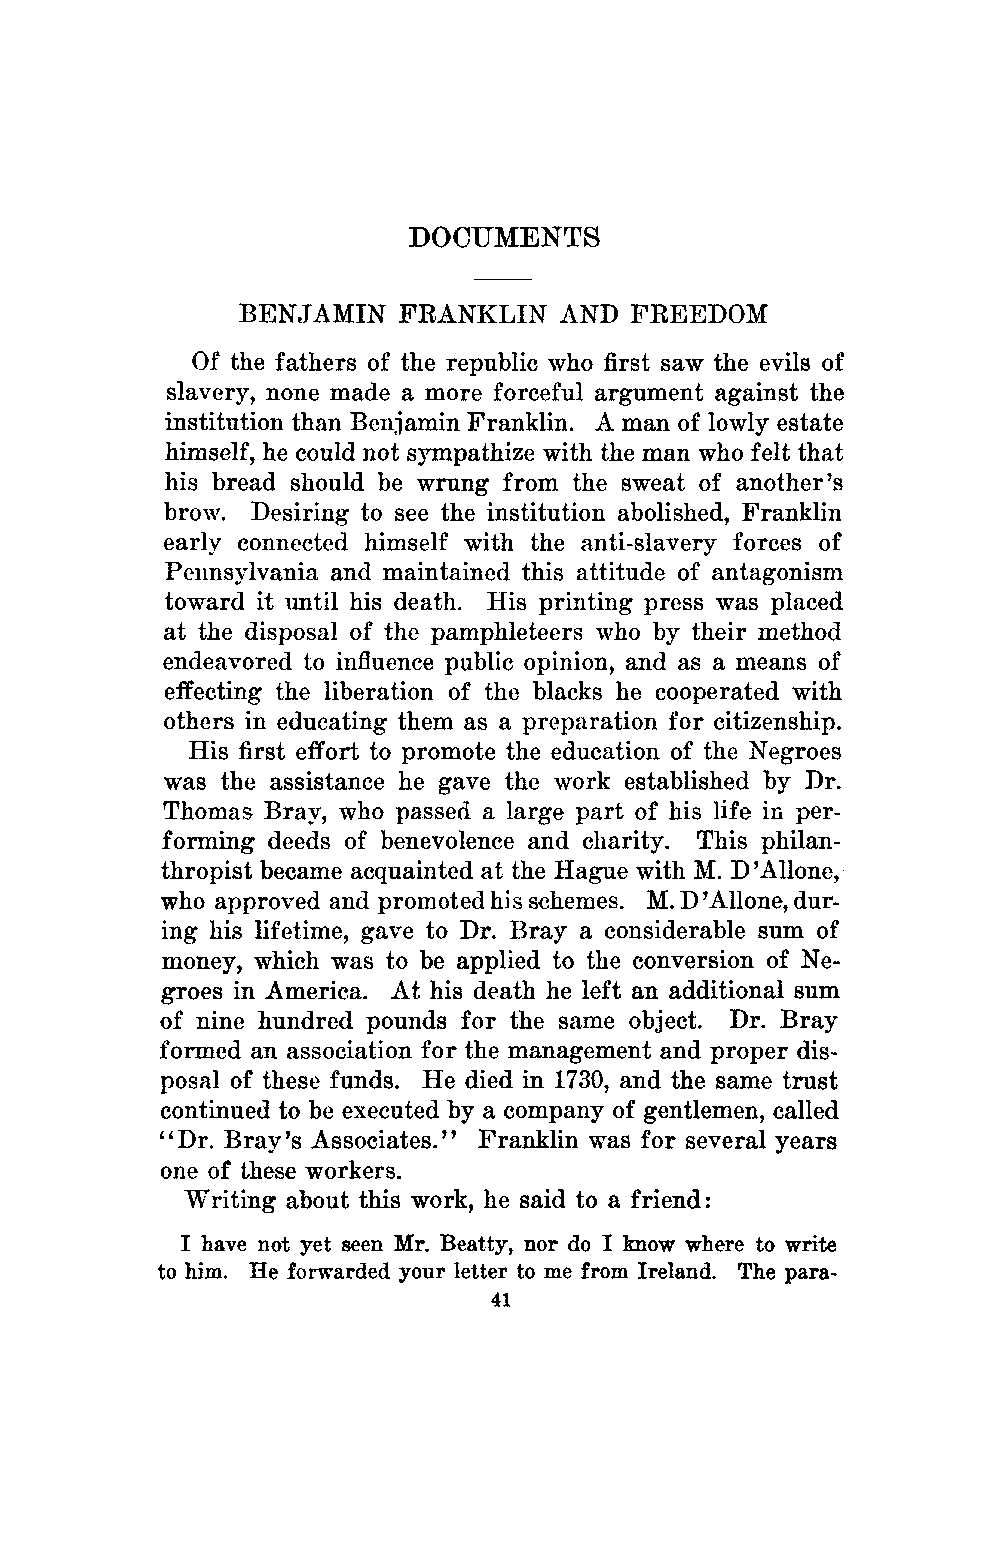 DOCUMENTS
BENJAMIN FRANKLIN AND FREEDOM
Of the fathers of the republic who first saw the evils of
slavery, none made a more forceful argument against the
institution than Benjamin Franklin. A man of lowly estate
himself, he could not sympathize with the man who felt that
his bread should be wrung from the sweat of another's
brow. Desiring to see the institution abolished, Franklin
early connected himself with the anti-slavery forces of
Pennsylvania and maintained this attitude of antagonism
toward it until his death. His printing press was placed
at the disposal of the pamphleteers who by their method
endeavored to influence public opinion, and as a means of
effecting the liberation of the blacks he cooperated with
others in educating them as a preparation for citizenship.
His first effort to promote the education of the Negroes
was the assistance he gave the work established by Dr.
Thomas Bray, who passed a large part of his life in per-
forming deeds of benevolence and charity. This philan-
thropist became acquainted at the Hague with M. D'Allone,
who approved and promoted his schemes. M. D'Allone, dur-
ing his lifetime, gave to Dr. Bray a considerable sum of
money, which was to be applied to the conversion of Ne-
groes in America. At his death he left an additional sum
of nine hundred pounds for the same object. Dr. Bray
formed an association for the management and proper dis-
posal of these funds. He died in 1730, and the same trust
continued to be executed by a company of gentlemen, called
"Dr. Bray's Associates." Franklin was for several years
one of these workers.
Writing about this work, he said to a friend:
I have not yet seen Mr. Beatty, nor do I know where to write
to him. He forwarded your letter to me from Ireland. The para-
41